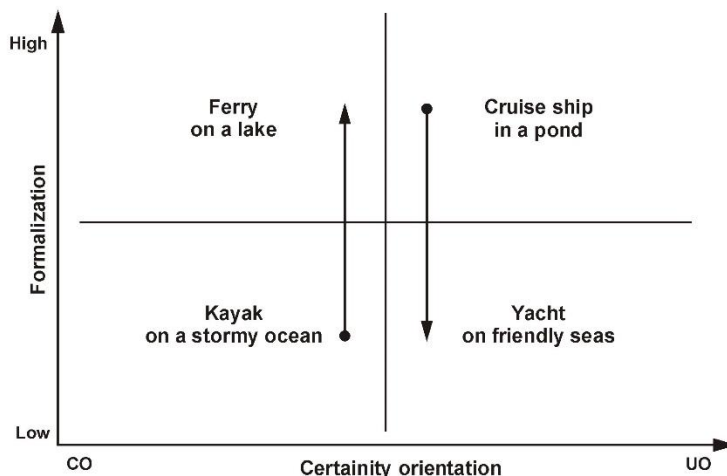 High
Ferry
on a lake
Cruise ship
in a pond
Formalization
Kayak
on a stormy ocean
Yacht
on friendly seas
Low
CO
Certainity orientation
UO